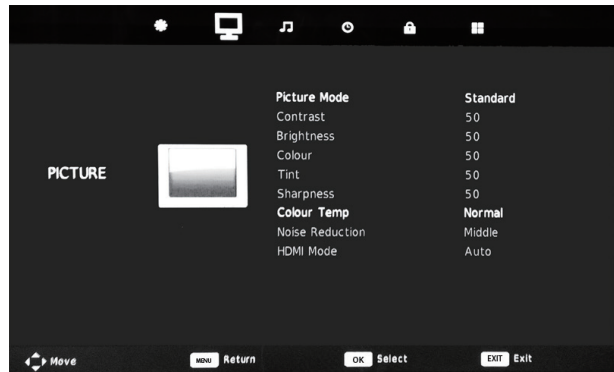 PICTURE
Picture Mode Standard
Contrast 50
Brightness 50
Colour 50
Tint 50
Sharpness 50
Colour Temp Normal
Noise Reduction Middle
HDMI Mode Auto
Move MENU Return OK Select EXIT Exit